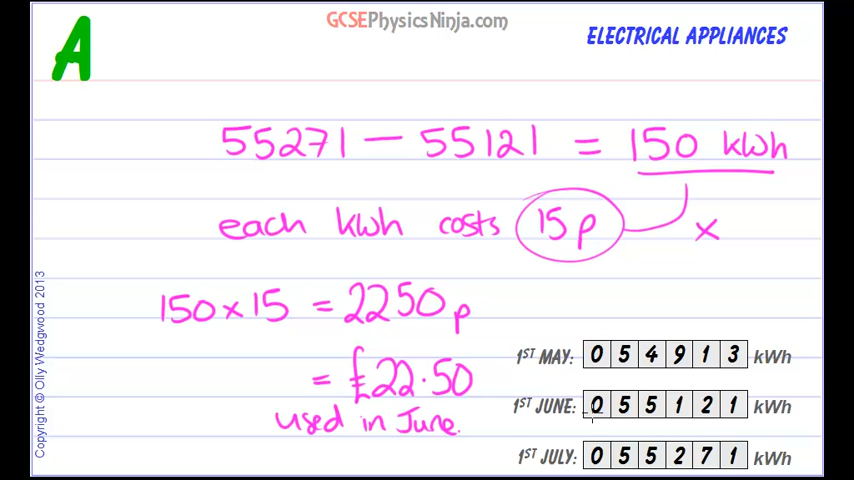 GCSEPhysicsNinja.com
A
ELECTRICAL APPLIANCES
55271 — 55121 = 150 kWh
each kWh costs 15p x
150 x 15 = 2250p
= £22.50
used in June.
1ST MAY: 0 5 4 9 1 3 kWh
1ST JUNE: 0 5 5 1 2 1 kWh
1ST JULY: 0 5 5 2 7 1 kWh
Copyright © Olly Wedgwood 2013